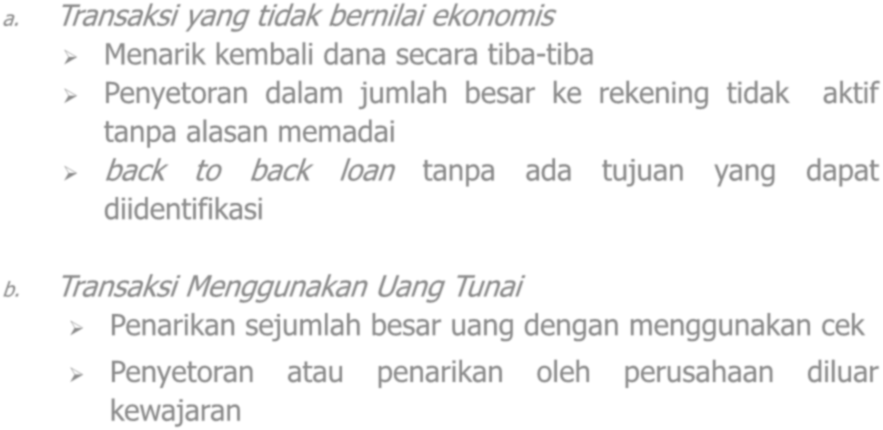 a. Transaksi yang tidak bernilai ekonomis
➢ Menarik kembali dana secara tiba-tiba
➢ Penyetoran dalam jumlah besar ke rekening tidak aktif
tanpa alasan memadai
➢ back to back loan tanpa ada tujuan yang dapat
diidentifikasi
b. Transaksi Menggunakan Uang Tunai
➢ Penarikan sejumlah besar uang dengan menggunakan cek
➢ Penyetoran atau penarikan oleh perusahaan diluar
kewajaran